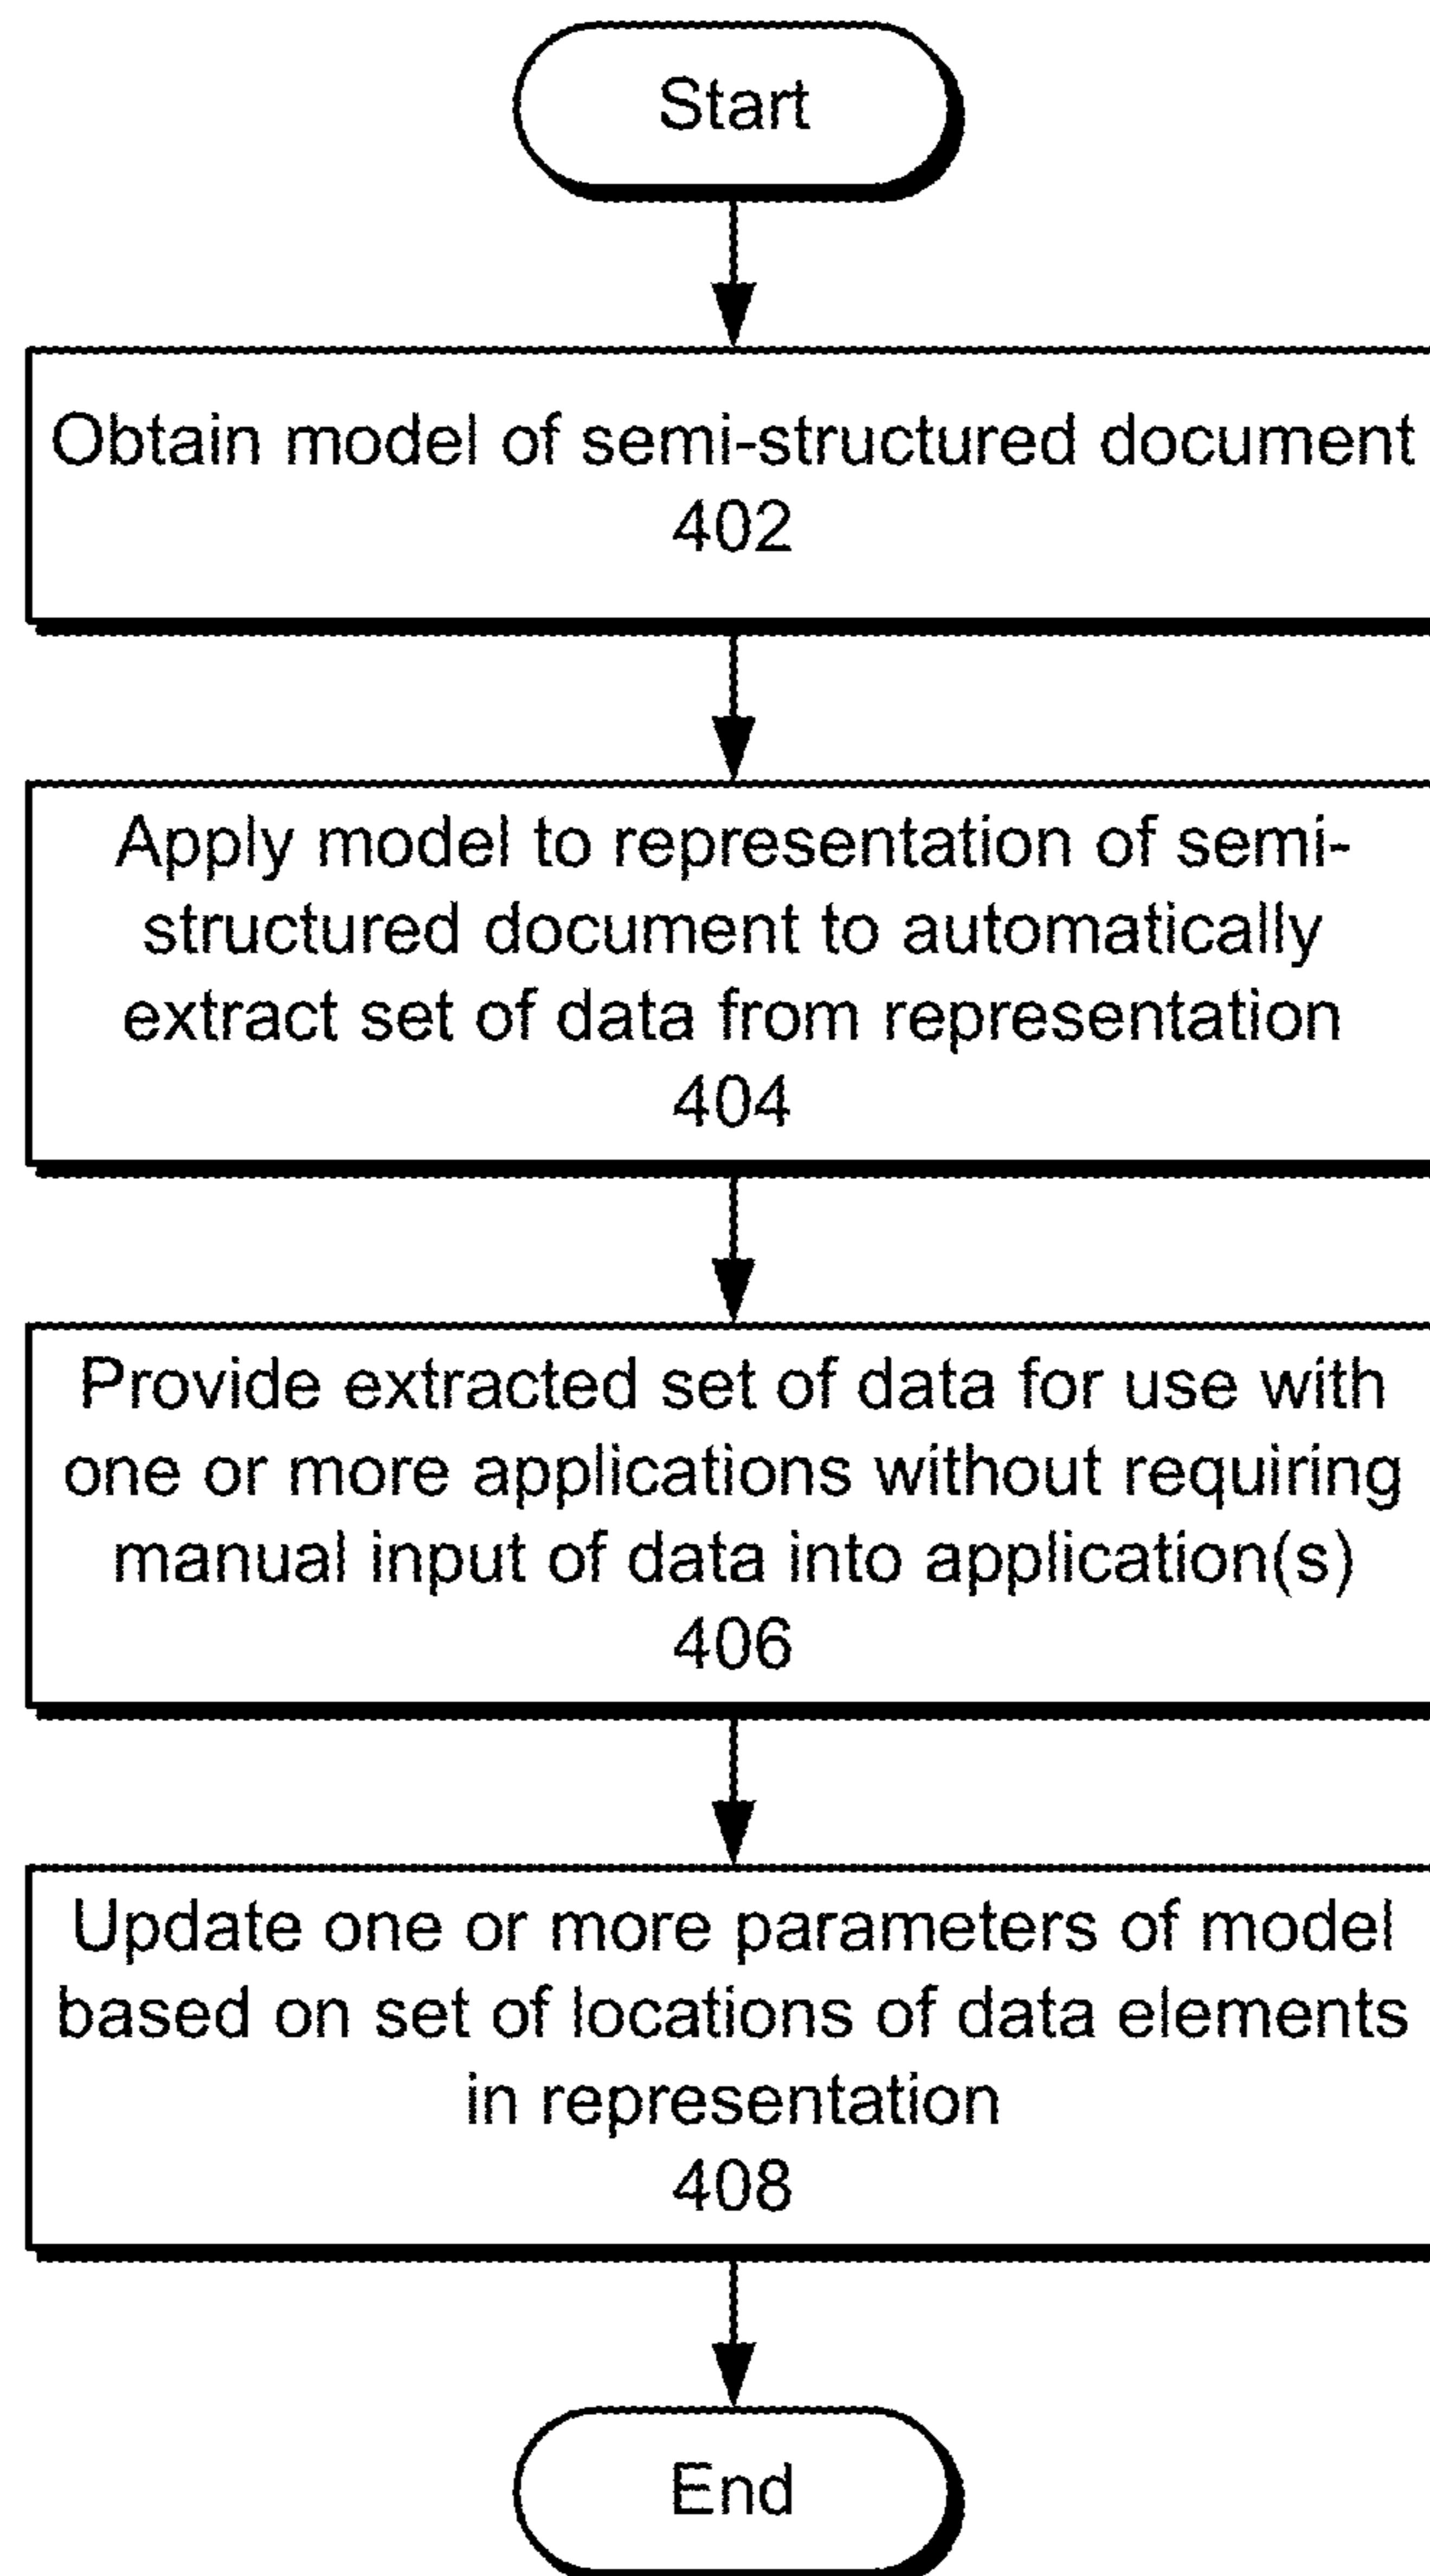 Start
Obtain model of semi-structured document
402
Apply model to representation of semi-
structured document to automatically
extract set of data from representation
404
Provide extracted set of data for use with
one or more applications without requiring
manual input of data into application(s)
406
Update one or more parameters of model
based on set of locations of data elements
in representation
408
End